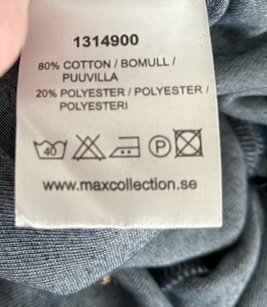 1314900
80% COTTON / BOMULL /
PUUVILLA
20% POLYESTER / POLYESTER /
POLYESTERI
40 P
www.maxcollection.se